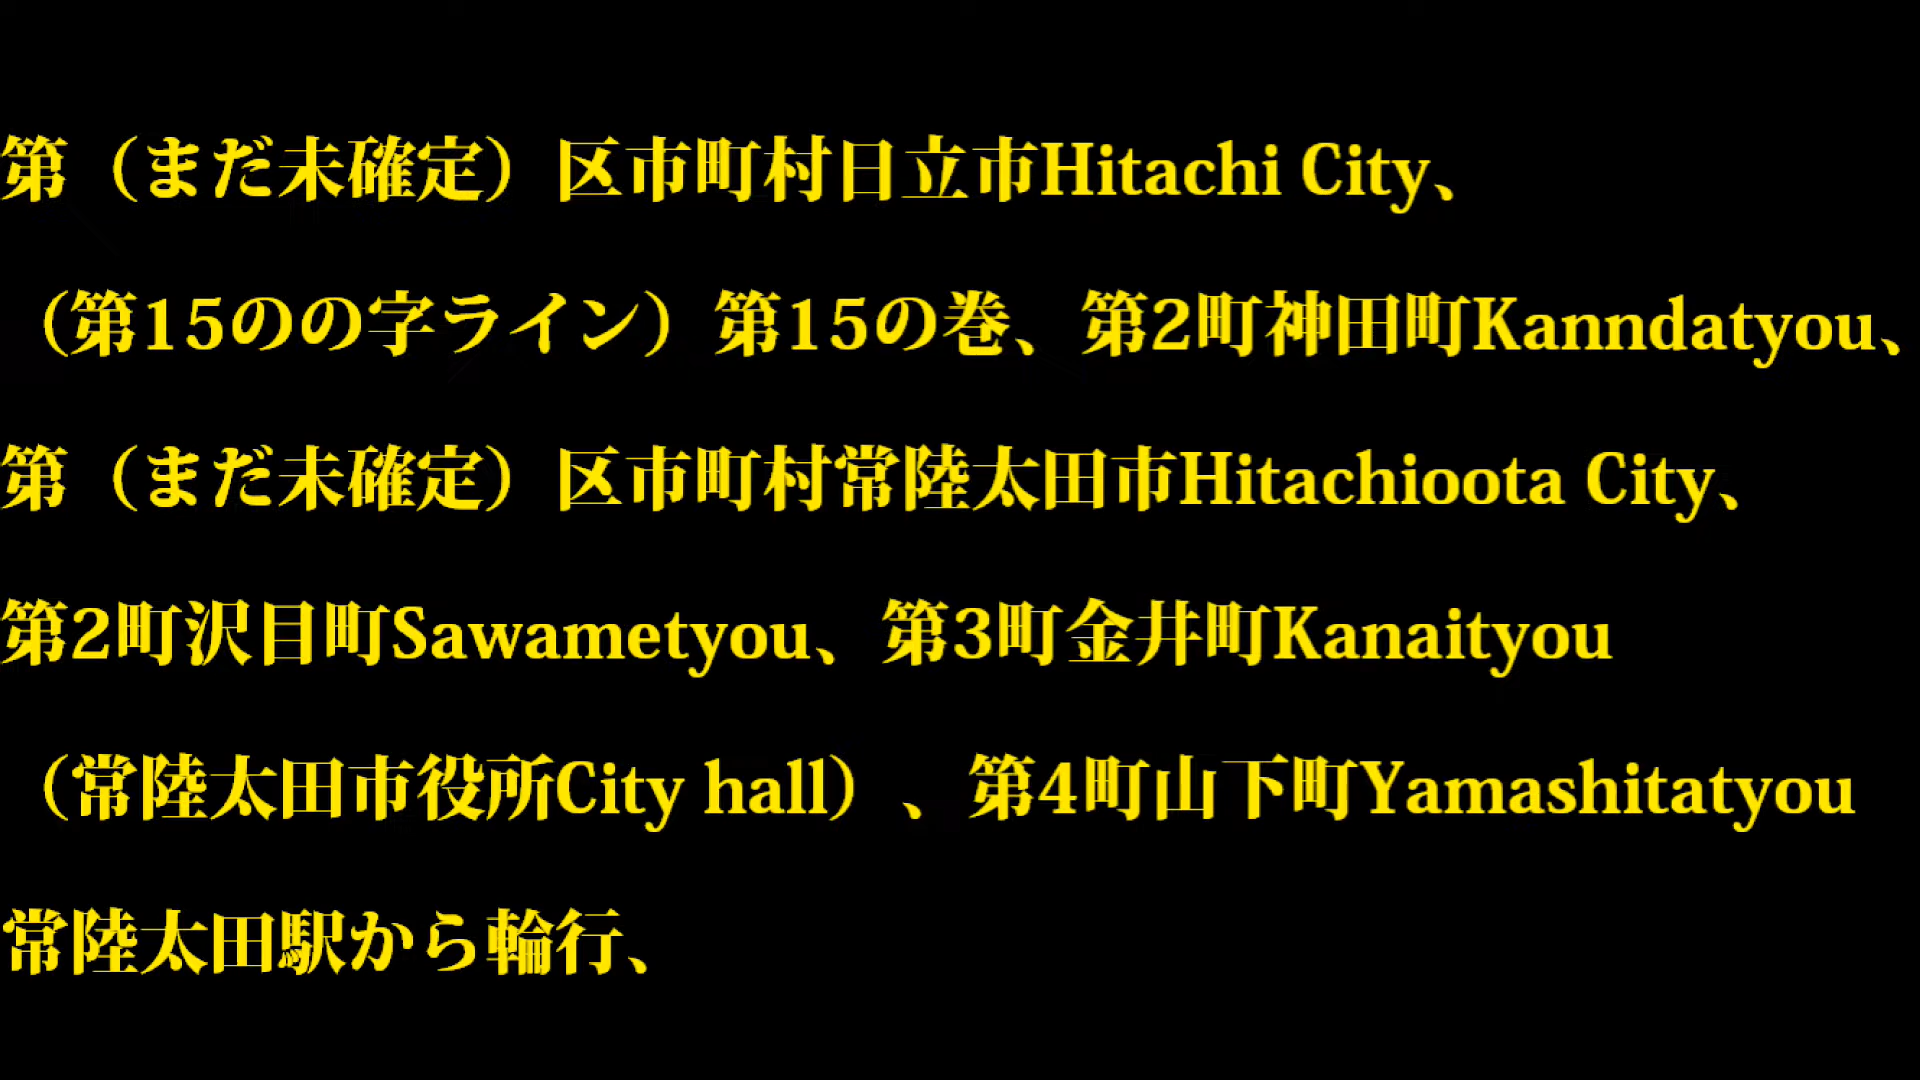 第（まだ未確定）区市町村日立市Hitachi City、
（第15のの字ライン）第15の巻、第2町神田町Kanndatyou、
第（まだ未確定）区市町村常陸太田市Hitachioota City、
第2町沢目町Sawametyou、第3町金井町Kanaityou
（常陸太田市役所City hall）、第4町山下町Yamashitatyou
常陸太田駅から輪行、